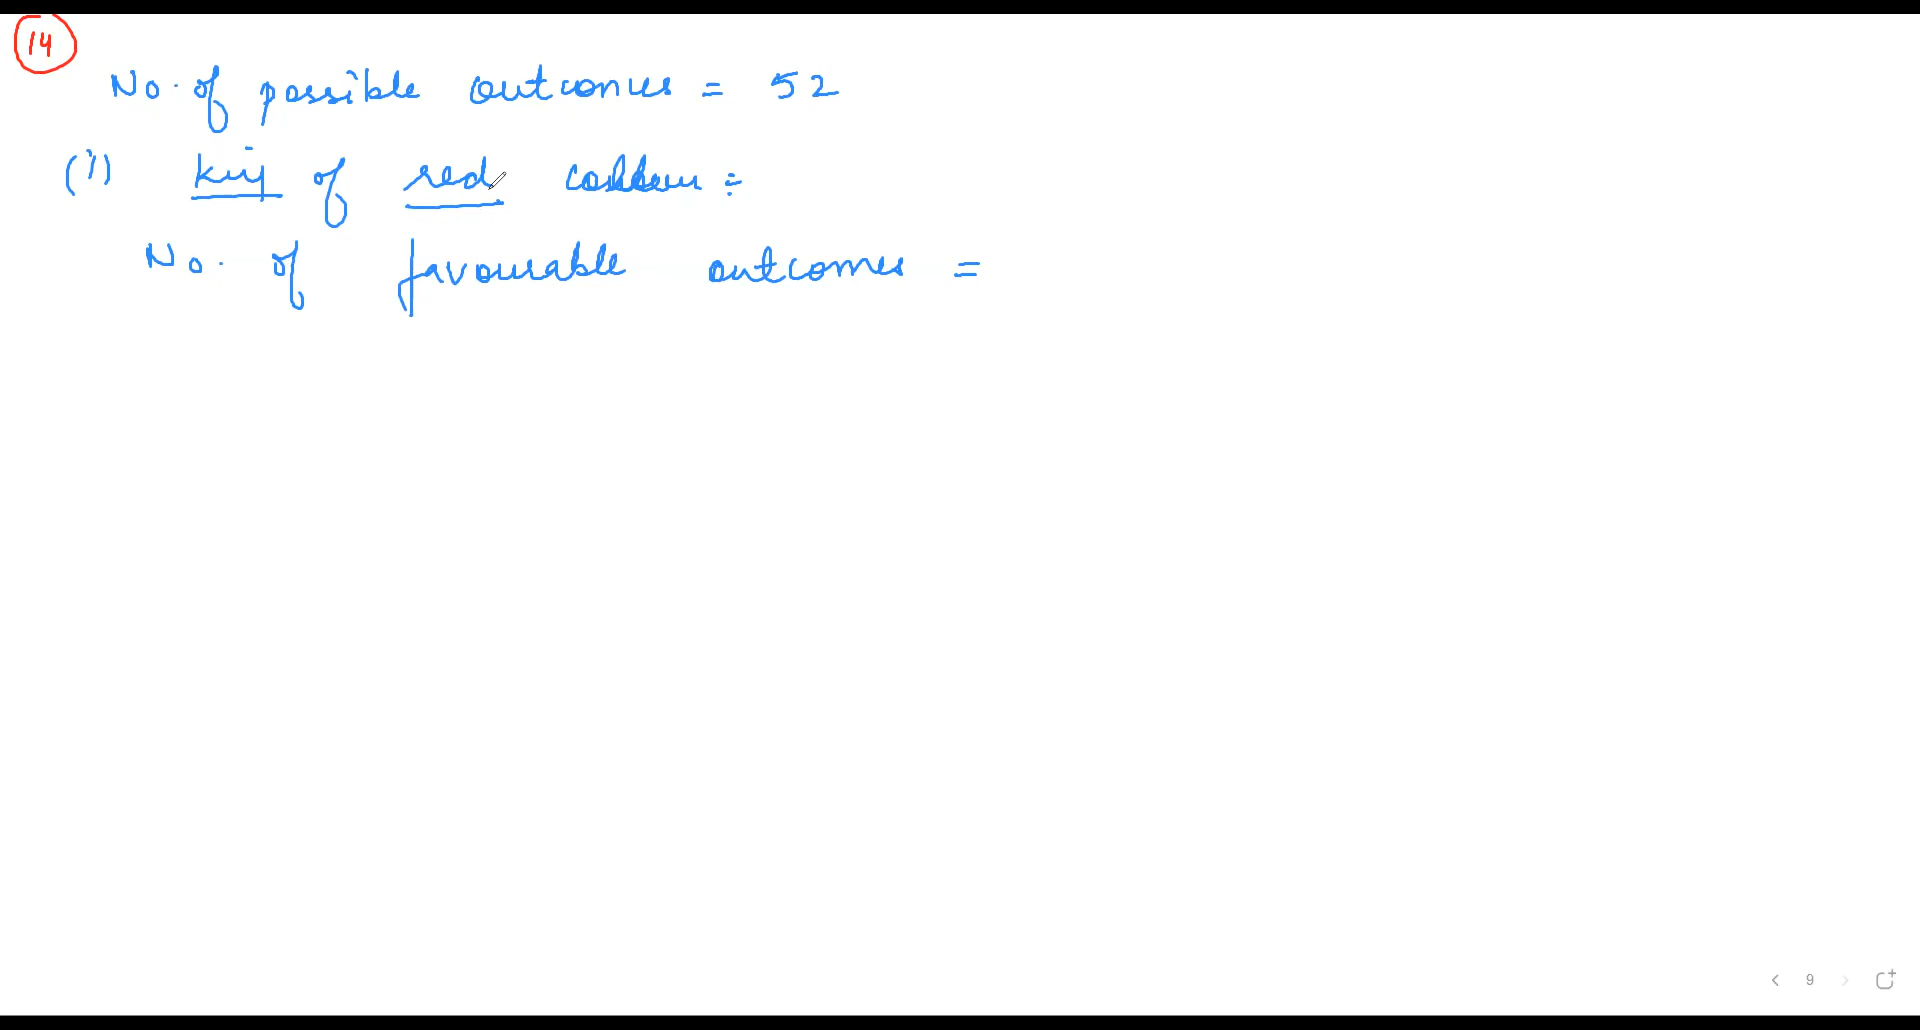 14
No. of possible outcomes = 52
(i) king of red colour :
No. of favourable outcomes =
9